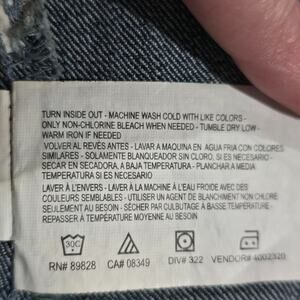 TURN INSIDE OUT - MACHINE WASH COLD WITH LIKE COLORS -
ONLY NON-CHLORINE BLEACH WHEN NEEDED - TUMBLE DRY LOW -
WARM IRON IF NEEDED
VOLVER AL REVÉS ANTES - LAVAR A MAQUINA EN AGUA FRIA CON COLORES
SIMILARES - SOLAMENTE BLANQUEADOR SIN CLORO, SI ES NECESARIO -
SECAR EN SECADORA, A BAJA TEMPERATURA - PLANCHAR A MEDIA
TEMPERATURA SI ES NECESARIO
LAVER À L'ENVERS - LAVER À LA MACHINE À L'EAU FROIDE AVEC DES
COULEURS SEMBLABLES - UTILISER UN AGENT DE BLANCHIMENT NON CHLORÉ
SEULEMENT AU BESOIN - SÉCHER PAR CULBUTAGE À BASSE TEMPÉRATURE -
REPASSER À TEMPÉRATURE MOYENNE AU BESOIN
30C
RN# 89828 CA# 08349 DIV# 322 VENDOR# 4002320